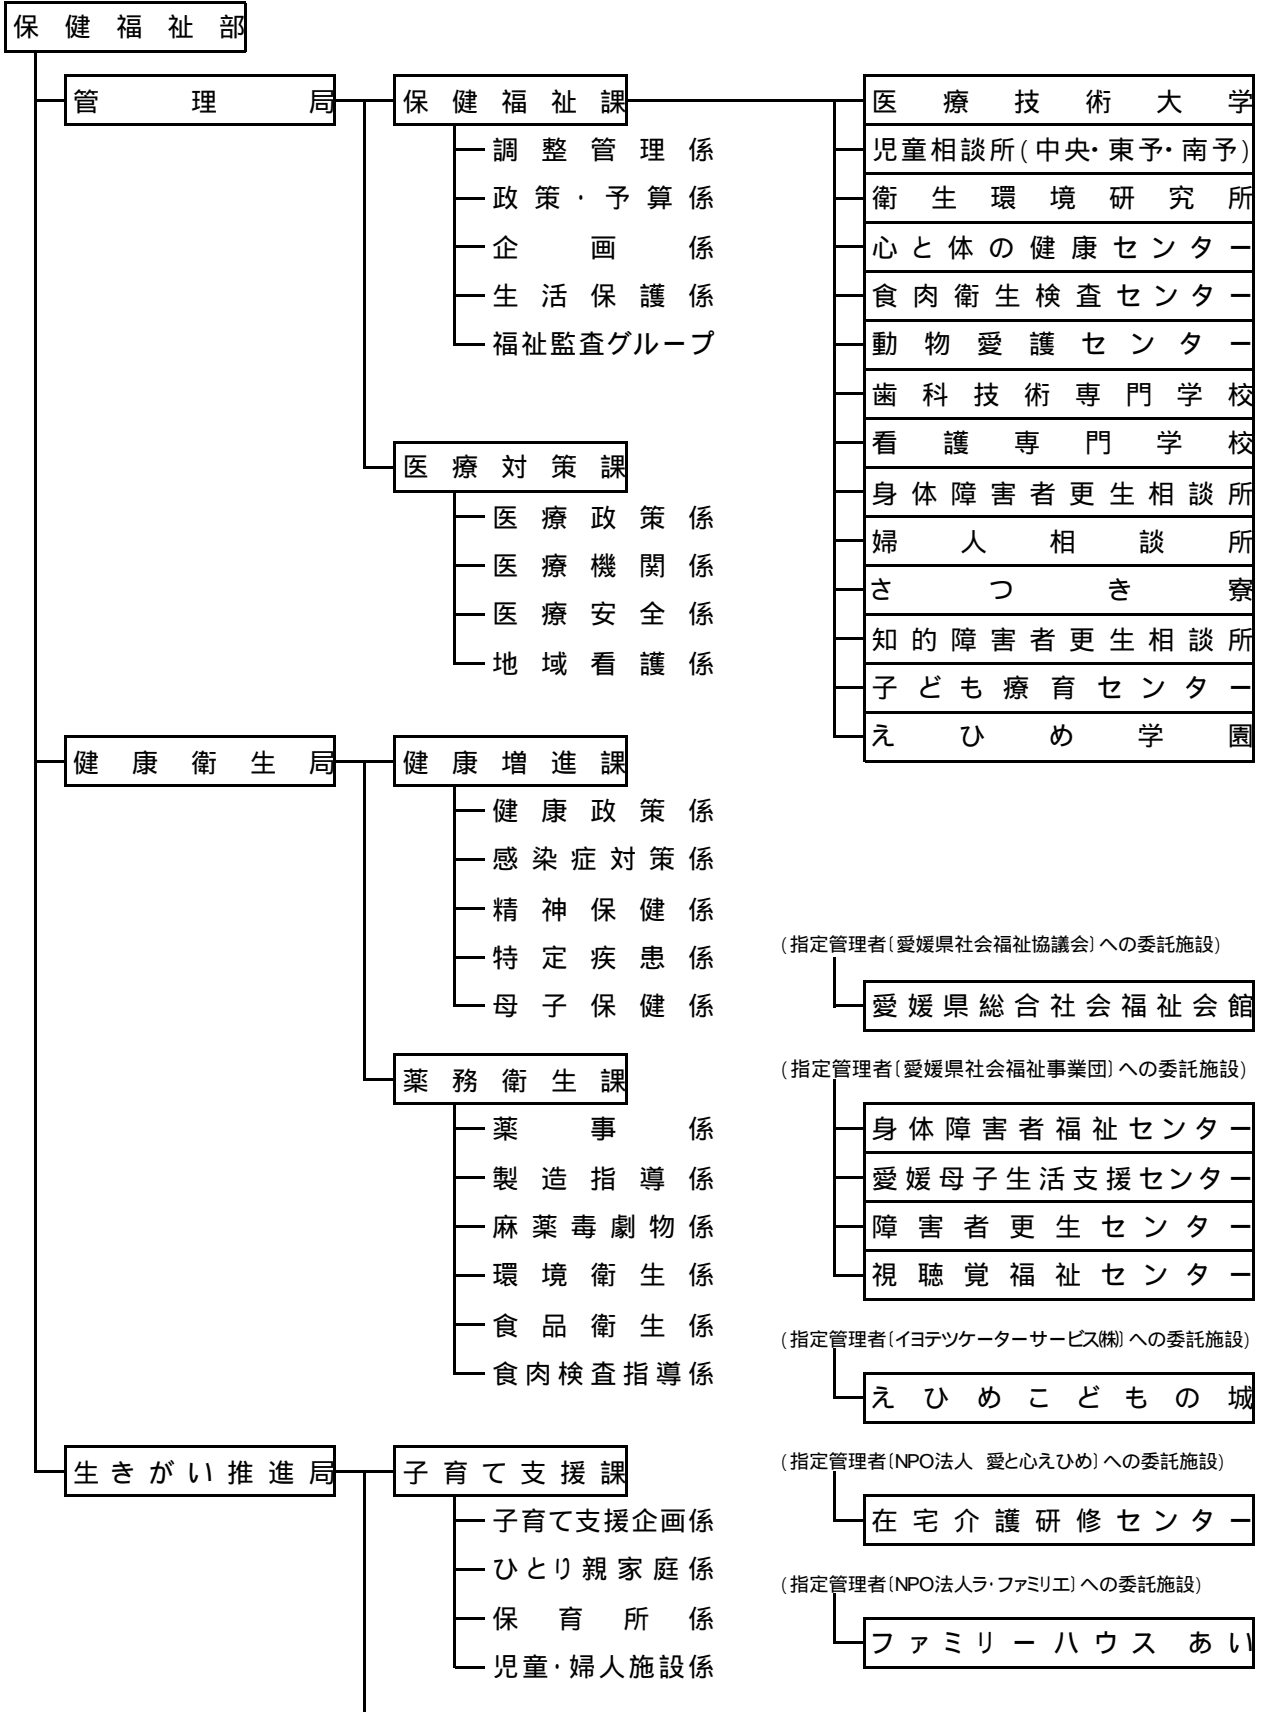 保健福祉部
管理局
保健福祉課
調整管理係
政策・予算係
企画係
生活保護係
福祉監査グループ
医療対策課
医療政策係
医療機関係
医療安全係
地域看護係
健康衛生局
健康増進課
健康政策係
感染症対策係
精神保健係
特定疾患係
母子保健係
薬務衛生課
薬事係
製造指導係
麻薬毒劇物係
環境衛生係
食品衛生係
食肉検査指導係
生きがい推進局
子育て支援課
子育て支援企画係
ひとり親家庭係
保育所係
児童・婦人施設係
医療技術大学
児童相談所(中央・東予・南予)
衛生環境研究所
心と体の健康センター
食肉衛生検査センター
動物愛護センター
歯科技術専門学校
看護専門学校
身体障害者更生相談所
婦人相談所
さつき寮
知的障害者更生相談所
子ども療育センター
えひめ学園
(指定管理者〔愛媛県社会福祉協議会〕への委託施設)
愛媛県総合社会福祉会館
(指定管理者〔愛媛県社会福祉事業団〕への委託施設)
身体障害者福祉センター
愛媛母子生活支援センター
障害者更生センター
視聴覚福祉センター
(指定管理者〔イヨテツケーターサービス㈱〕への委託施設)
えひめこどもの城
(指定管理者〔NPO法人 愛と心えひめ〕への委託施設)
在宅介護研修センター
(指定管理者〔NPO法人ラ・ファミリエ〕への委託施設)
ファミリーハウス あい